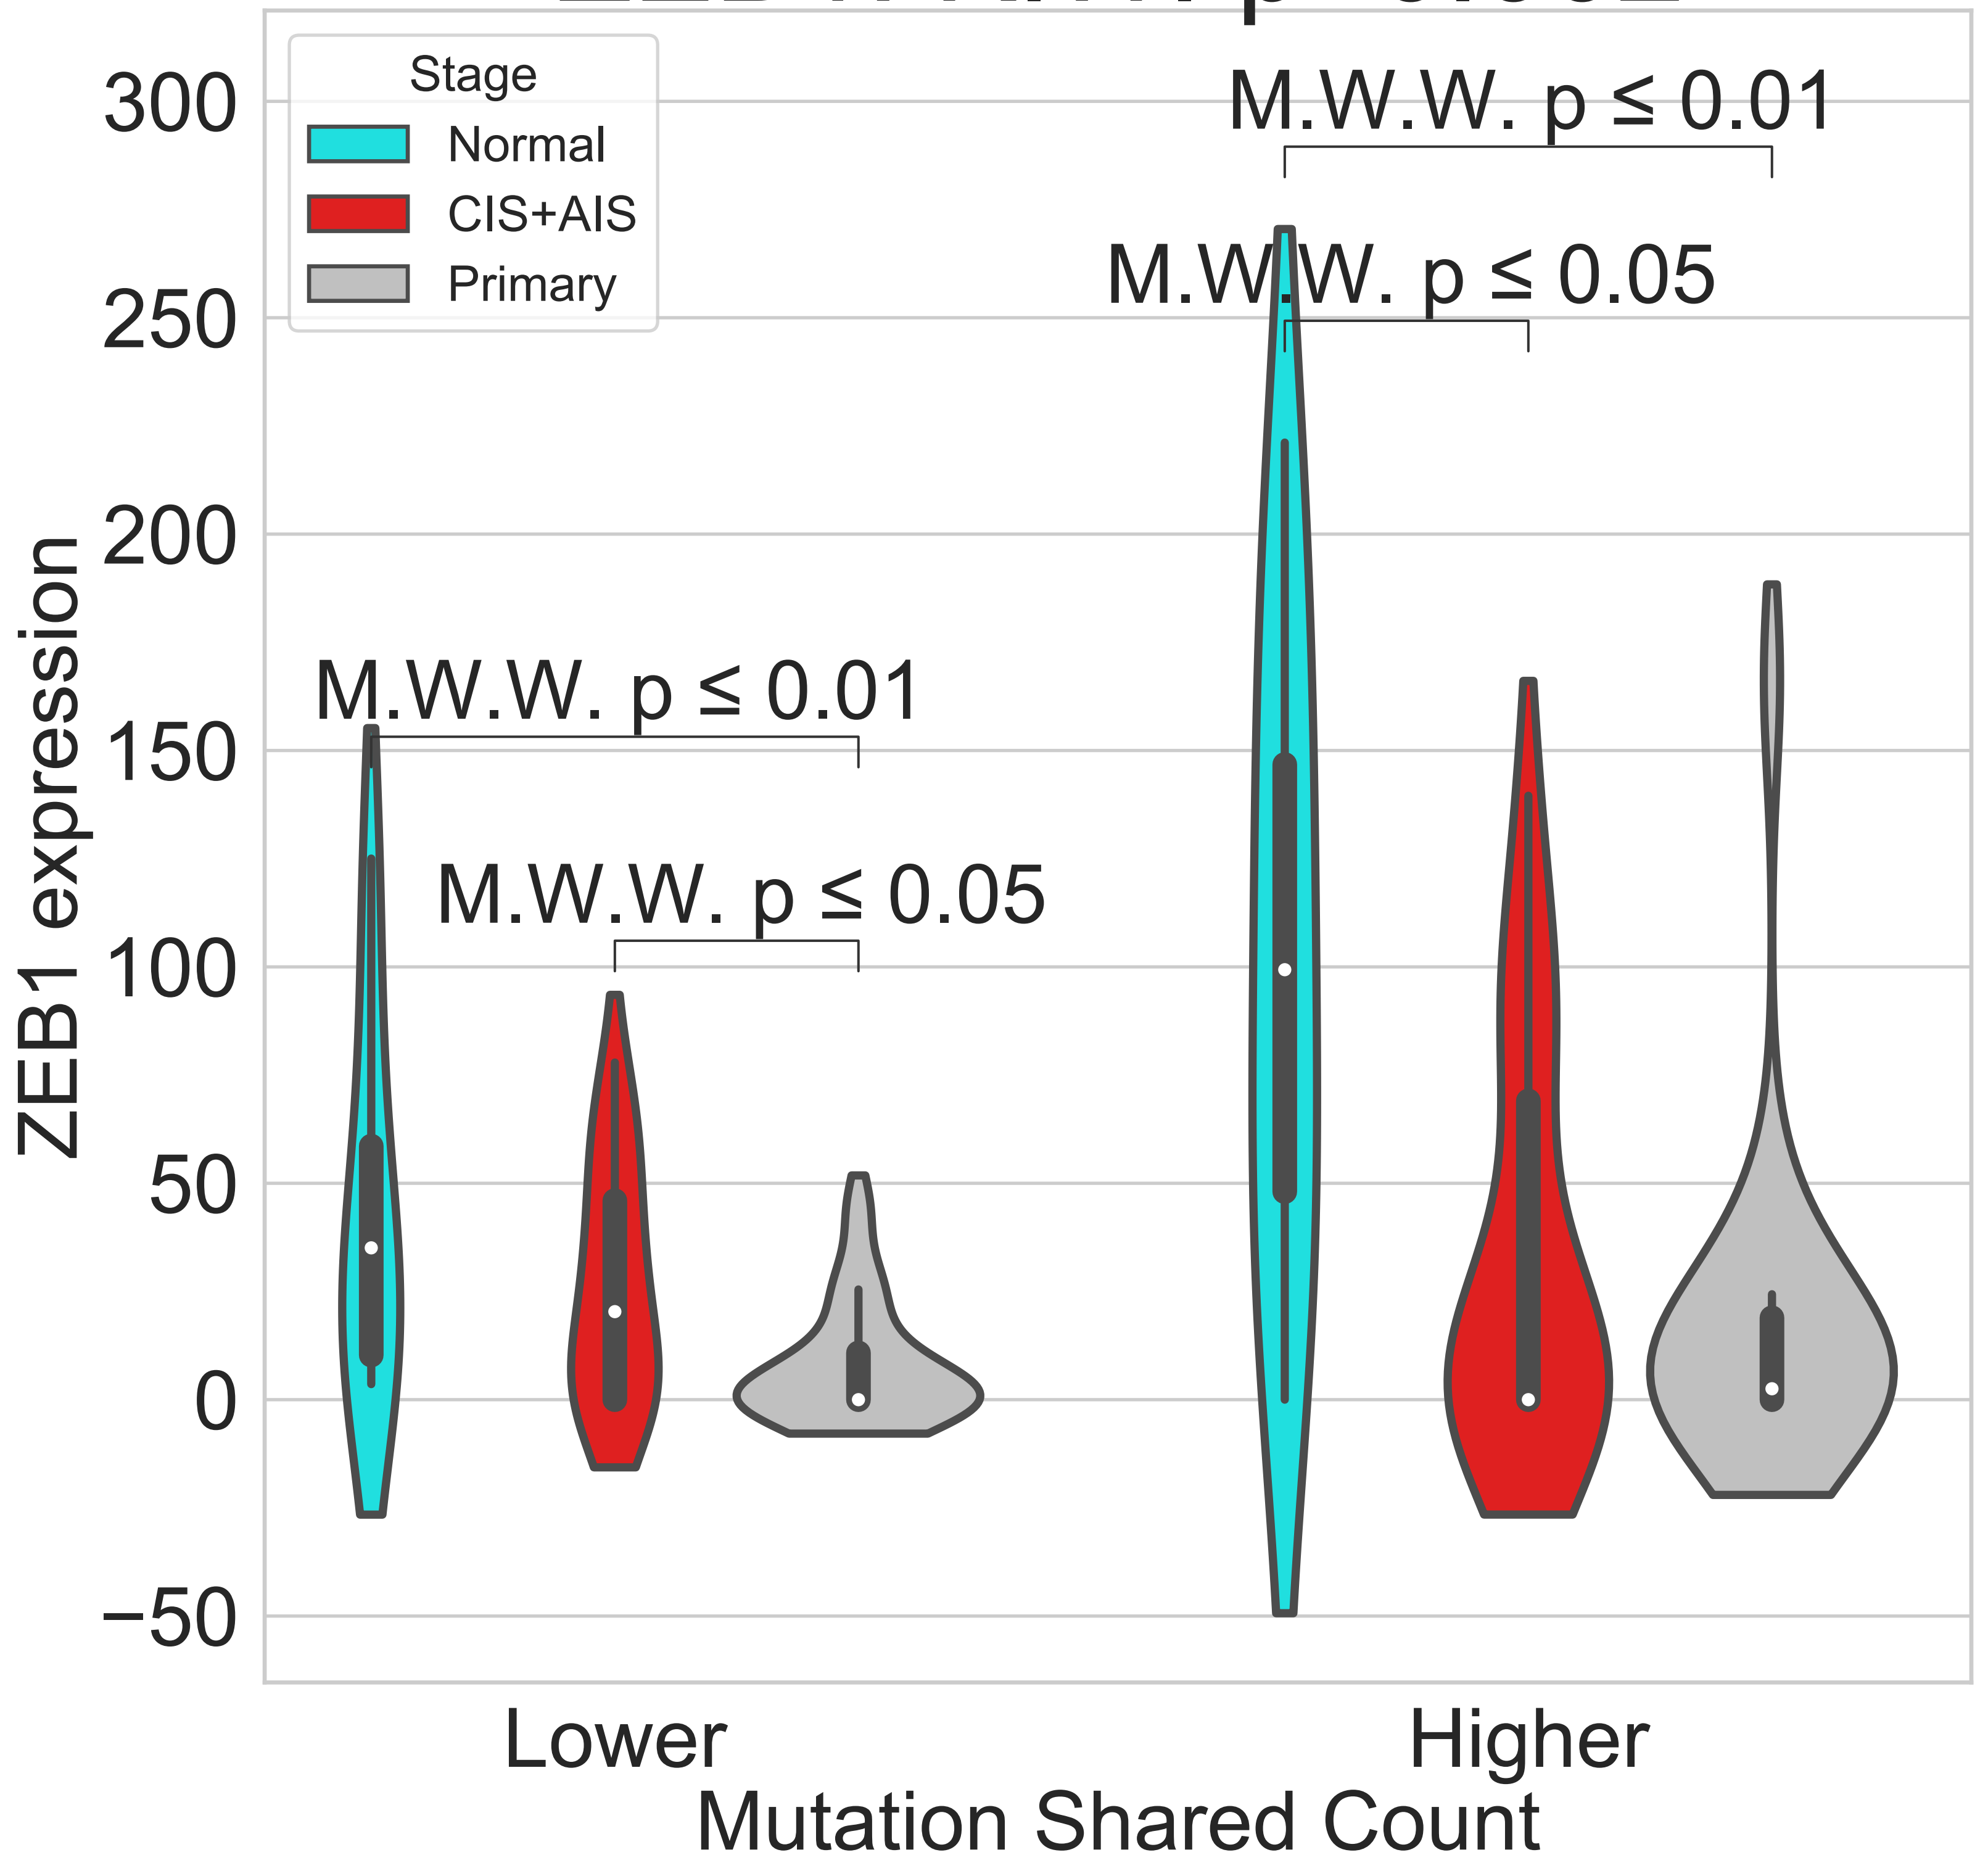 Stage
Normal
CIS+AIS
Primary
M.W.W. p ≤ 0.01
M.W.W. p ≤ 0.05
M.W.W. p ≤ 0.01
M.W.W. p ≤ 0.05
300
250
200
150
100
50
0
−50
ZEB1 expression
Lower
Higher
Mutation Shared Count